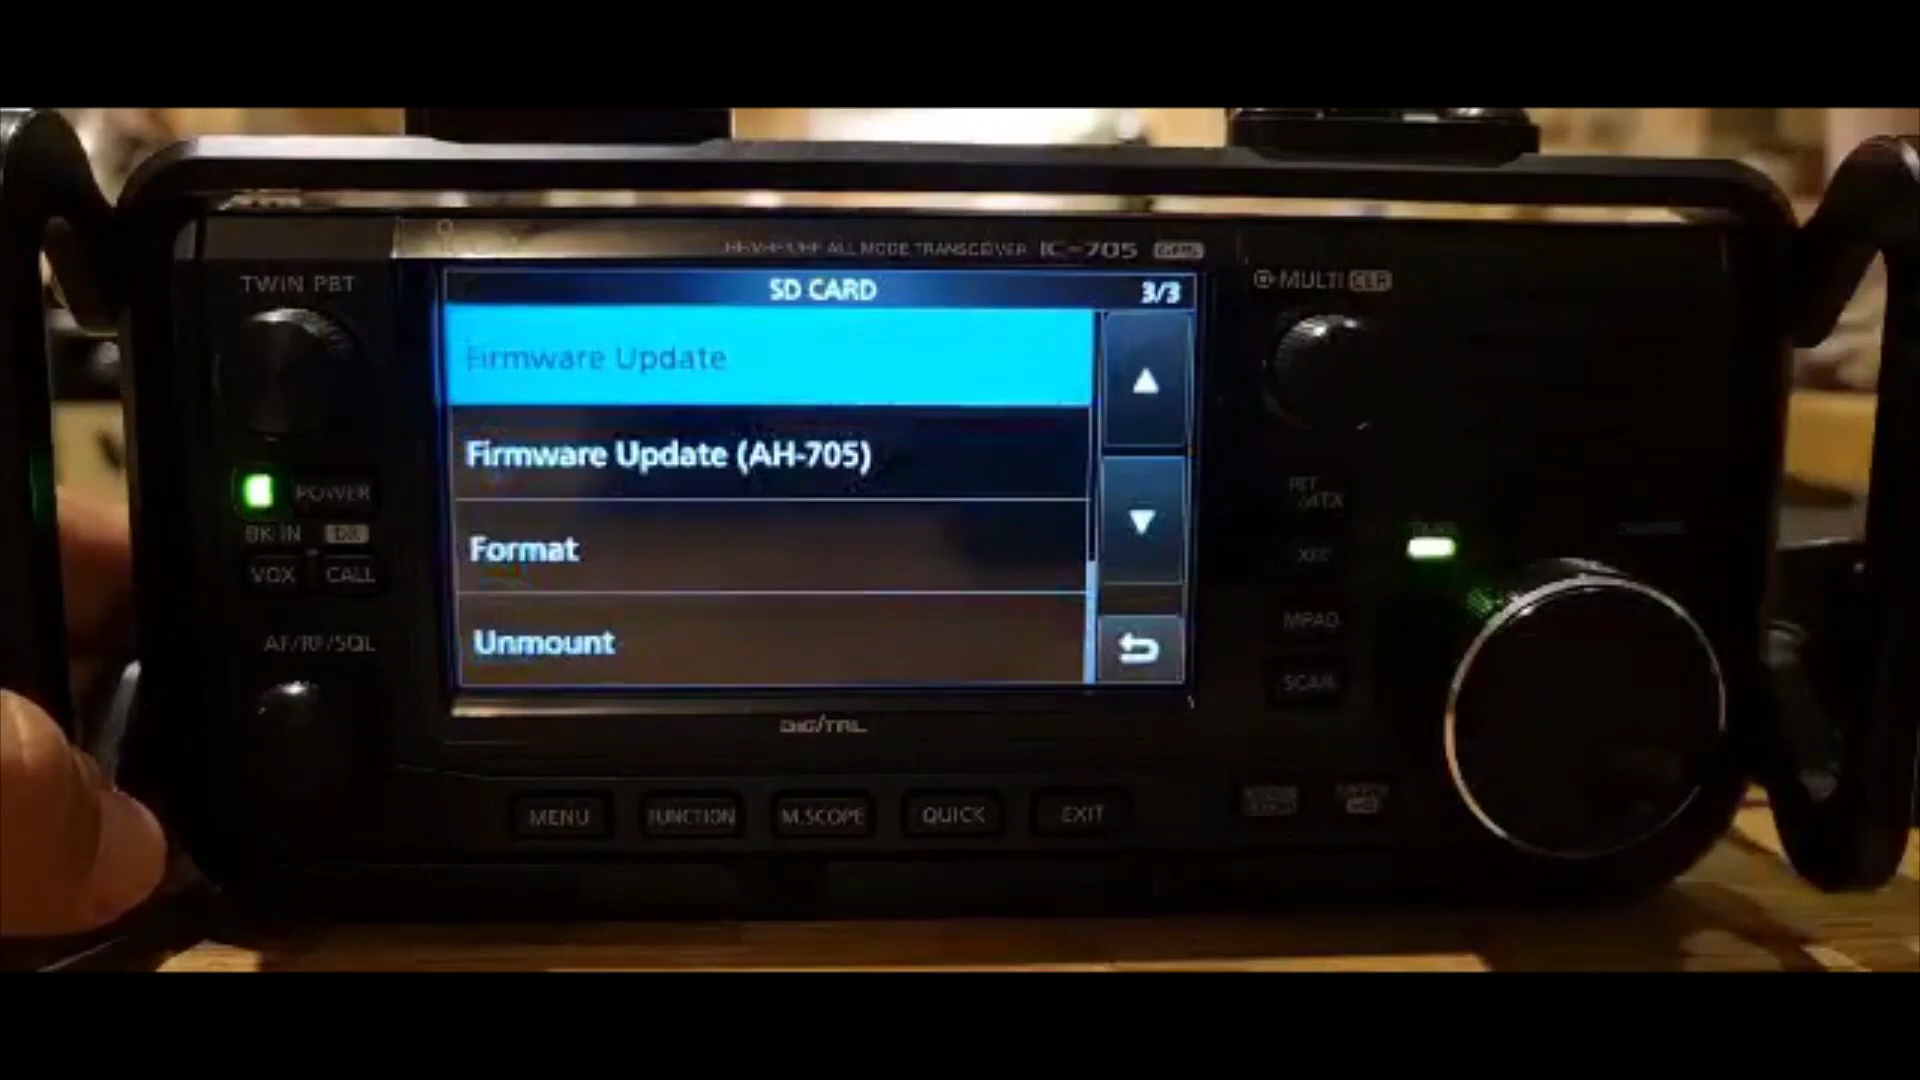 HF/VHF/UHF ALL MODE TRANSCEIVER IC-705
TWIN PBT
SD CARD 3/3
MULTI CLR
Firmware Update
Firmware Update (AH-705)
POWER
BK-IN
VOX CALL
Format
MPAD
AF/RF/SQL
Unmount
SCAN
DIGITAL
MENU FUNCTION M.SCOPE QUICK EXIT